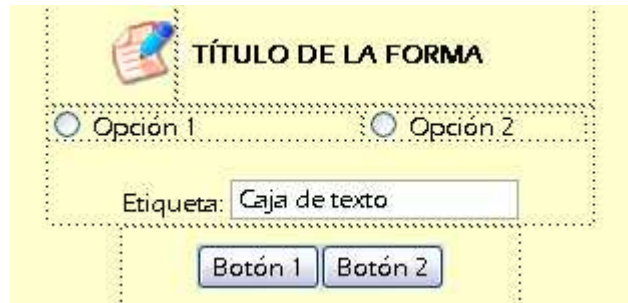 TÍTULO DE LA FORMA
Opción 1 Opción 2
Etiqueta: Caja de texto
Botón 1 Botón 2